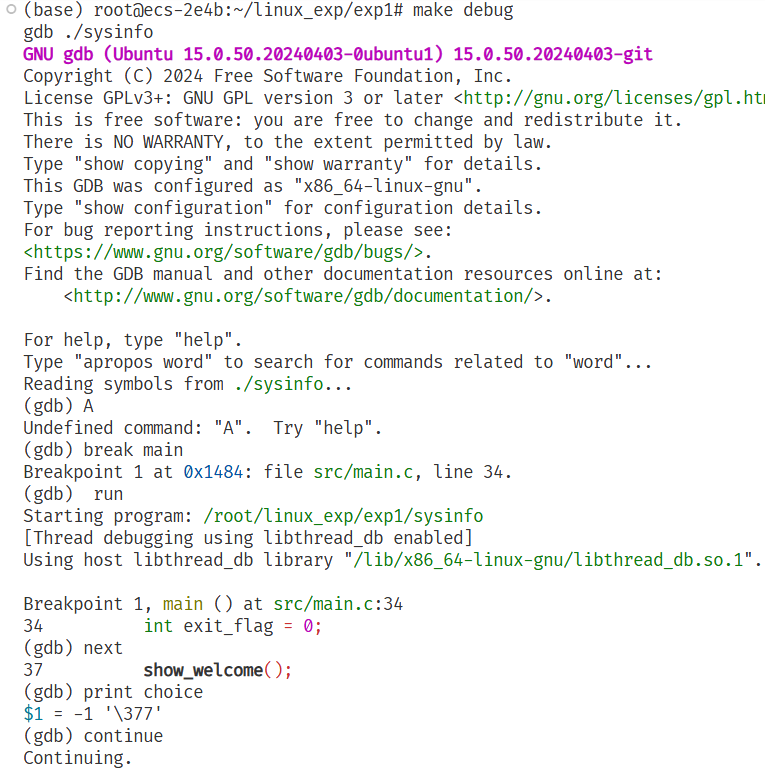 (base) root@ecs-2e4b:~/linux_exp/exp1# make debug
gdb ./sysinfo
GNU gdb (Ubuntu 15.0.50.20240403-0ubuntu1) 15.0.50.20240403-git
Copyright (C) 2024 Free Software Foundation, Inc.
License GPLv3+: GNU GPL version 3 or later <http://gnu.org/licenses/gpl.htm
This is free software: you are free to change and redistribute it.
There is NO WARRANTY, to the extent permitted by law.
Type "show copying" and "show warranty" for details.
This GDB was configured as "x86_64-linux-gnu".
Type "show configuration" for configuration details.
For bug reporting instructions, please see:
<https://www.gnu.org/software/gdb/bugs/>.
Find the GDB manual and other documentation resources online at:
    <http://www.gnu.org/software/gdb/documentation/>.

For help, type "help".
Type "apropos word" to search for commands related to "word"...
Reading symbols from ./sysinfo...
(gdb) A
Undefined command: "A".  Try "help".
(gdb) break main
Breakpoint 1 at 0x1484: file src/main.c, line 34.
(gdb)  run
Starting program: /root/linux_exp/exp1/sysinfo
[Thread debugging using libthread_db enabled]
Using host libthread_db library "/lib/x86_64-linux-gnu/libthread_db.so.1".

Breakpoint 1, main () at src/main.c:34
34          int exit_flag = 0;
(gdb) next
37          show_welcome();
(gdb) print choice
$1 = -1 '\377'
(gdb) continue
Continuing.